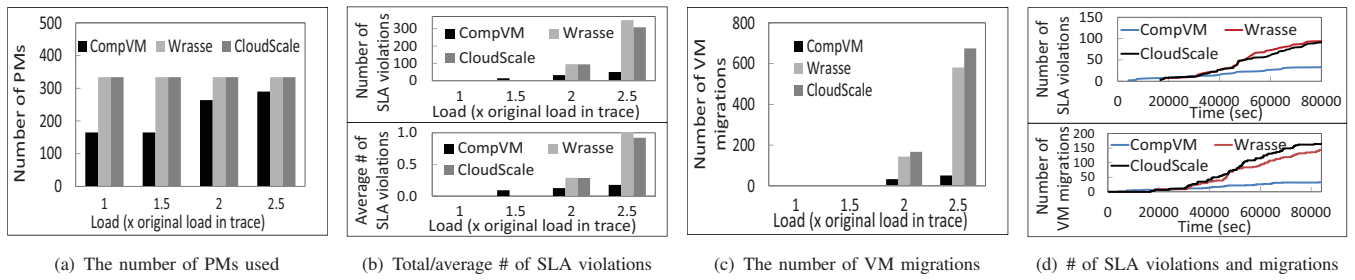 500
400
300
200
100
0
Number of PMs
CompVM Wrasse CloudScale
1 1.5 2 2.5
Load (x original load in trace)
(a) The number of PMs used
300
200
100
0
Number of
SLA violations
CompVM Wrasse
CloudScale
1 1.5 2 2.5
Load (x original load in trace)
1.0
0.5
0.0
Average # of
SLA violations
CompVM Wrasse
CloudScale
1 1.5 2 2.5
Load (x original load in trace)
(b) Total/average # of SLA violations
800
600
400
200
0
Number of VM
migrations
CompVM
Wrasse
CloudScale
1 1.5 2 2.5
Load (x original load in trace)
(c) The number of VM migrations
150
100
50
0
Number of
SLA violations
CompVM Wrasse
CloudScale
0 20000 40000 60000 80000
Time (sec)
200
150
100
50
0
Number of
VM migrations
CompVM Wrasse
CloudScale
0 20000 40000 60000 80000
Time (sec)
(d) # of SLA violations and migrations